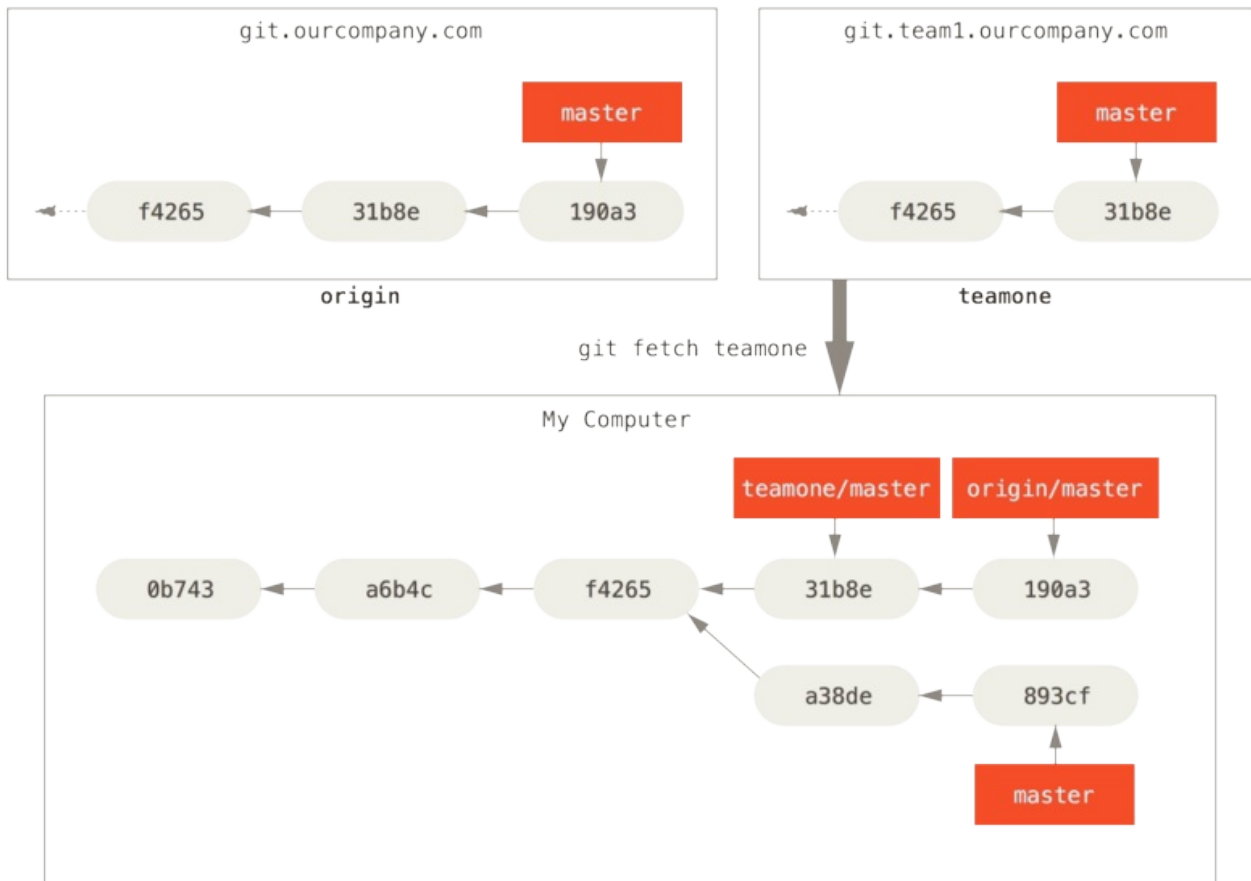 git.ourcompany.com
master
f4265
31b8e
190a3
origin
git.team1.ourcompany.com
master
f4265
31b8e
teamone
git fetch teamone
My Computer
teamone/master
origin/master
0b743
a6b4c
f4265
31b8e
190a3
a38de
893cf
master